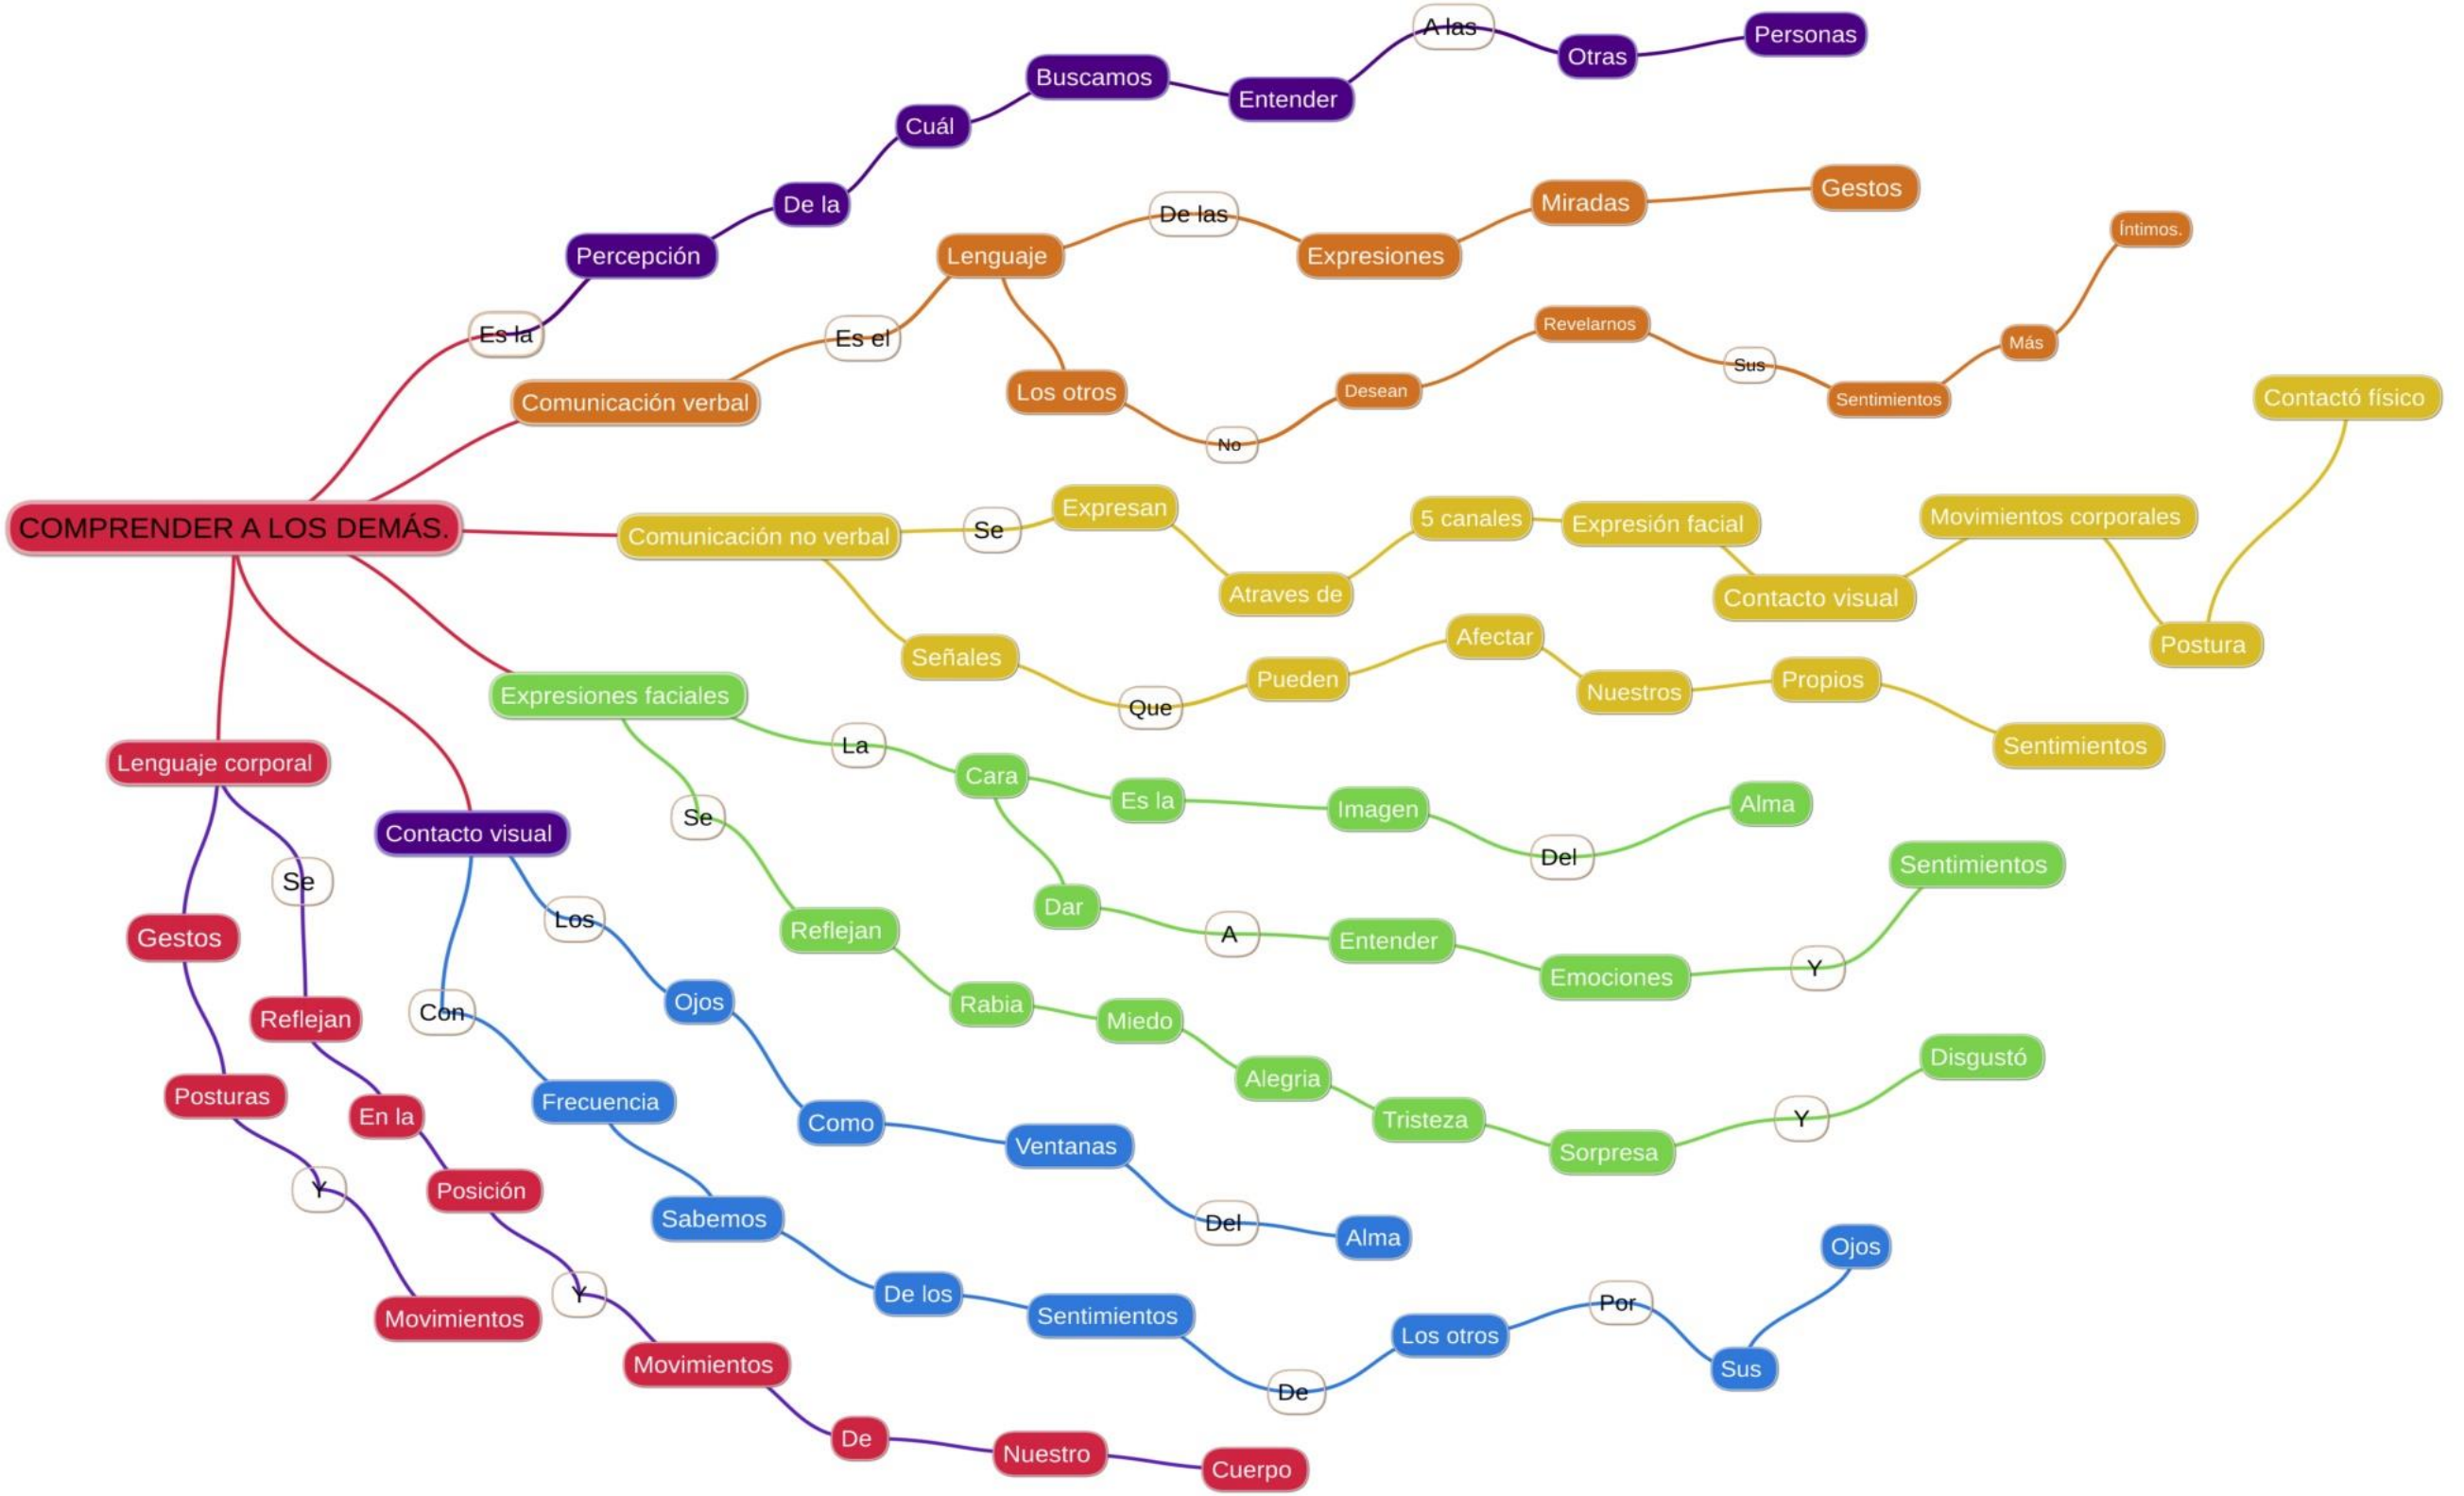 COMPRENDER A LOS DEMÁS.
Es la
Percepción
De la
Cuál
Buscamos
Entender
A las
Otras
Personas
Comunicación verbal
Es el
Lenguaje
De las
Expresiones
Miradas
Gestos
Los otros
No
Desean
Revelarnos
Sus
Sentimientos
Más
Íntimos.
Comunicación no verbal
Se
Expresan
Atraves de
5 canales
Expresión facial
Contacto visual
Movimientos corporales
Postura
Contactó físico
Señales
Que
Pueden
Afectar
Nuestros
Propios
Sentimientos
Expresiones faciales
La
Cara
Es la
Imagen
Del
Alma
Dar
A
Entender
Emociones
Y
Sentimientos
Se
Reflejan
Rabia
Miedo
Alegria
Tristeza
Sorpresa
Y
Disgustó
Contacto visual
Los
Ojos
Como
Ventanas
Del
Alma
Con
Frecuencia
Sabemos
De los
Sentimientos
De
Los otros
Por
Sus
Ojos
Lenguaje corporal
Se
Reflejan
En la
Posición
Y
Movimientos
De
Nuestro
Cuerpo
Gestos
Posturas
Y
Movimientos